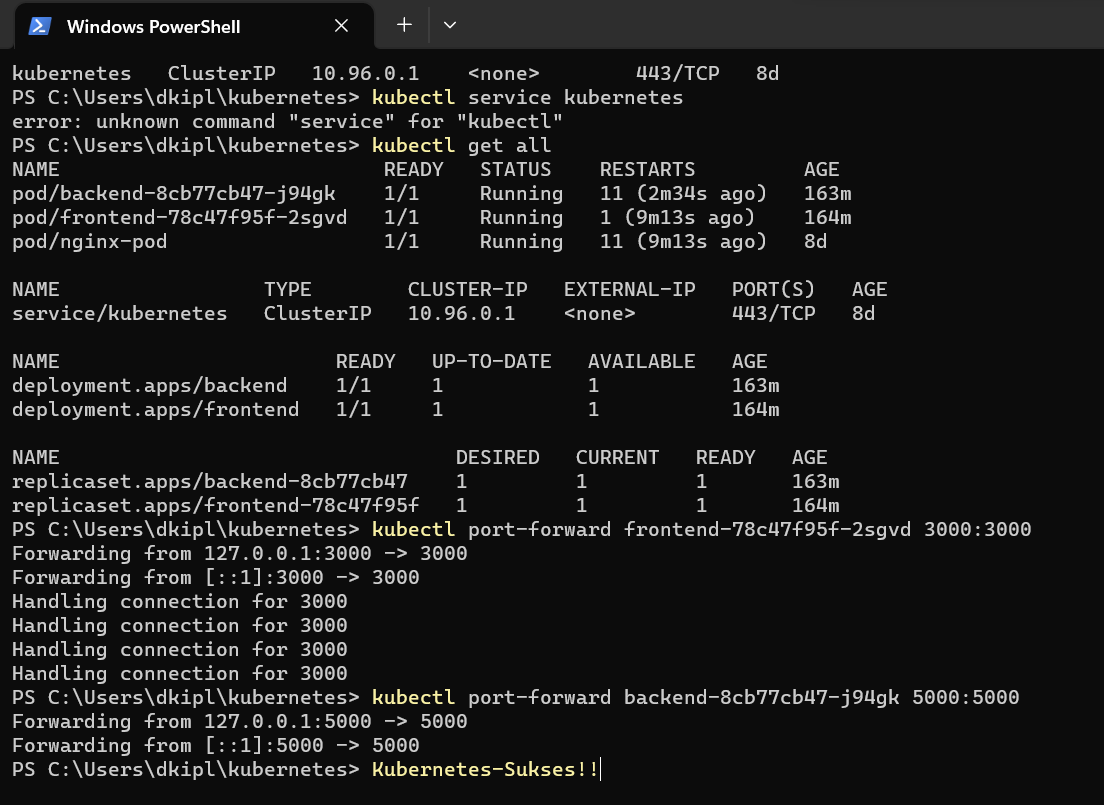 Windows PowerShell
kubernetes   ClusterIP   10.96.0.1    <none>        443/TCP   8d
PS C:\Users\dkipl\kubernetes> kubectl service kubernetes
error: unknown command "service" for "kubectl"
PS C:\Users\dkipl\kubernetes> kubectl get all
NAME                           READY   STATUS    RESTARTS         AGE
pod/backend-8cb77cb47-j94gk    1/1     Running   11 (2m34s ago)   163m
pod/frontend-78c47f95f-2sgvd   1/1     Running   1 (9m13s ago)    164m
pod/nginx-pod                  1/1     Running   11 (9m13s ago)   8d
NAME                 TYPE        CLUSTER-IP   EXTERNAL-IP   PORT(S)   AGE
service/kubernetes   ClusterIP   10.96.0.1    <none>        443/TCP   8d
NAME                       READY   UP-TO-DATE   AVAILABLE   AGE
deployment.apps/backend    1/1     1            1           163m
deployment.apps/frontend   1/1     1            1           164m
NAME                                 DESIRED   CURRENT   READY   AGE
replicaset.apps/backend-8cb77cb47    1         1         1       163m
replicaset.apps/frontend-78c47f95f   1         1         1       164m
PS C:\Users\dkipl\kubernetes> kubectl port-forward frontend-78c47f95f-2sgvd 3000:3000
Forwarding from 127.0.0.1:3000 -> 3000
Forwarding from [::1]:3000 -> 3000
Handling connection for 3000
Handling connection for 3000
Handling connection for 3000
Handling connection for 3000
PS C:\Users\dkipl\kubernetes> kubectl port-forward backend-8cb77cb47-j94gk 5000:5000
Forwarding from 127.0.0.1:5000 -> 5000
Forwarding from [::1]:5000 -> 5000
PS C:\Users\dkipl\kubernetes> Kubernetes-Sukses!!